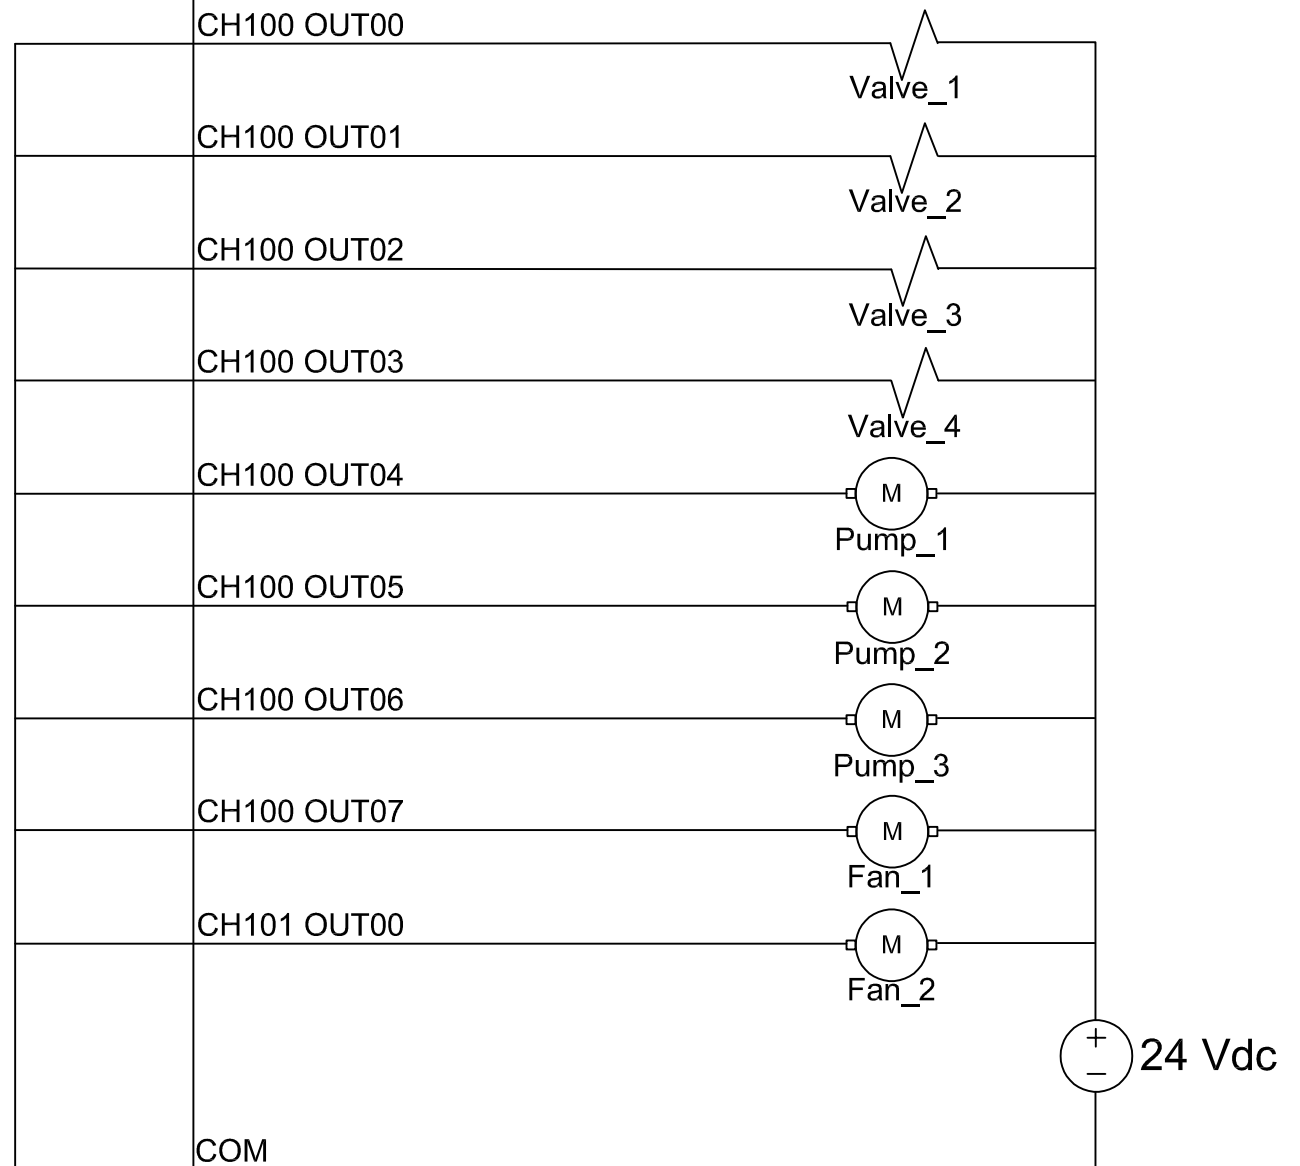 CH100 OUT00
Valve_1
CH100 OUT01
Valve_2
CH100 OUT02
Valve_3
CH100 OUT03
Valve_4
CH100 OUT04
M
Pump_1
CH100 OUT05
M
Pump_2
CH100 OUT06
M
Pump_3
CH100 OUT07
M
Fan_1
CH101 OUT00
M
Fan_2
+
24 Vdc
−
COM